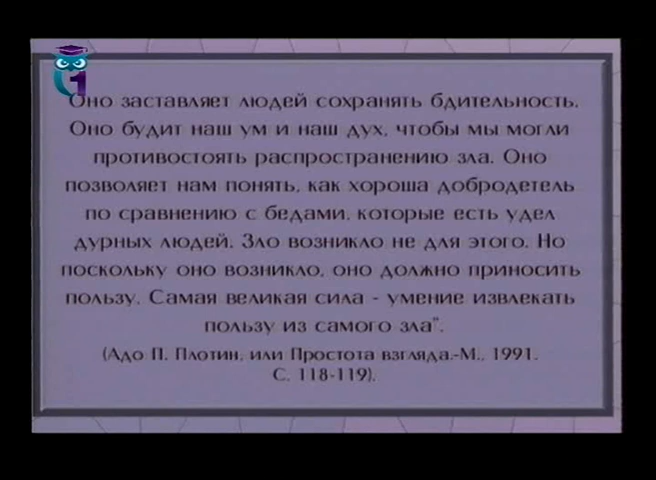 1
Оно заставляет людей сохранять бдительность.
Оно будит наш ум и наш дух, чтобы мы могли
противостоять распространению зла. Оно
позволяет нам понять, как хороша добродетель
по сравнению с бедами, которые есть удел
дурных людей. Зло возникло не для этого. Но
поскольку оно возникло, оно должно приносить
пользу. Самая великая сила - умение извлекать
пользу из самого зла".
(Адо П. Плотин, или Простота взгляда.-М., 1991.
С. 118-119).